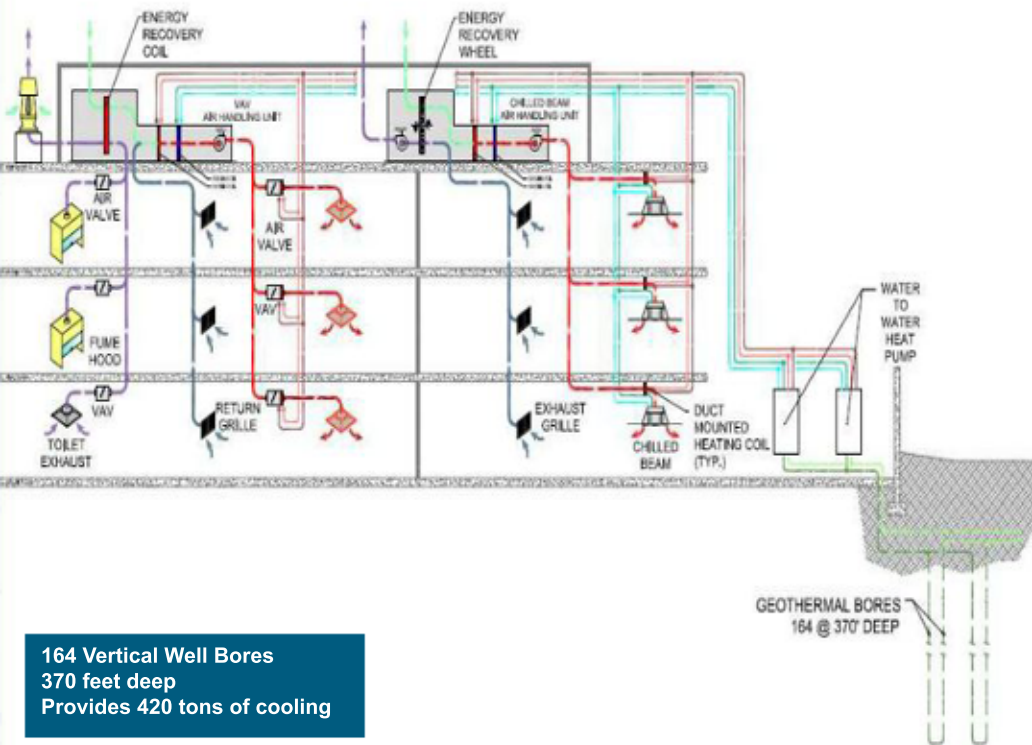 ENERGY
RECOVERY
COIL
ENERGY
RECOVERY
WHEEL
VAV
AIR HANDLING UNIT
CHILLED BEAM
AIR HANDLING UNIT
AIR
VALVE
AIR
VALVE
WATER
TO
WATER
HEAT
PUMP
VAV
FUME
HOOD
VAV
RETURN
GRILLE
EXHAUST
GRILLE
DUCT
MOUNTED
HEATING COIL
(TYP.)
CHILLED
BEAM
TOILET
EXHAUST
GEOTHERMAL BORES
164 @ 370' DEEP
164 Vertical Well Bores
370 feet deep
Provides 420 tons of cooling